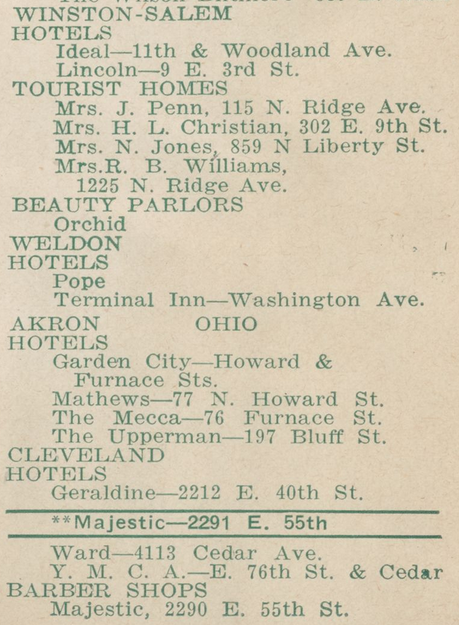 WINSTON-SALEM
HOTELS
Ideal—11th & Woodland Ave.
Lincoln—9 E. 3rd St.
TOURIST HOMES
Mrs. J. Penn, 115 N. Ridge Ave.
Mrs. H. L. Christian, 302 E. 9th St.
Mrs. N. Jones, 859 N Liberty St.
Mrs.R. B. Williams,
1225 N. Ridge Ave.
BEAUTY PARLORS
Orchid
WELDON
HOTELS
Pope
Terminal Inn—Washington Ave.
AKRON OHIO
HOTELS
Garden City—Howard &
Furnace Sts.
Mathews—77 N. Howard St.
The Mecca—76 Furnace St.
The Upperman—197 Bluff St.
CLEVELAND
HOTELS
Geraldine—2212 E. 40th St.
**Majestic—2291 E. 55th
Ward—4113 Cedar Ave.
Y. M. C. A.—E. 76th St. & Cedar
BARBER SHOPS
Majestic, 2290 E. 55th St.